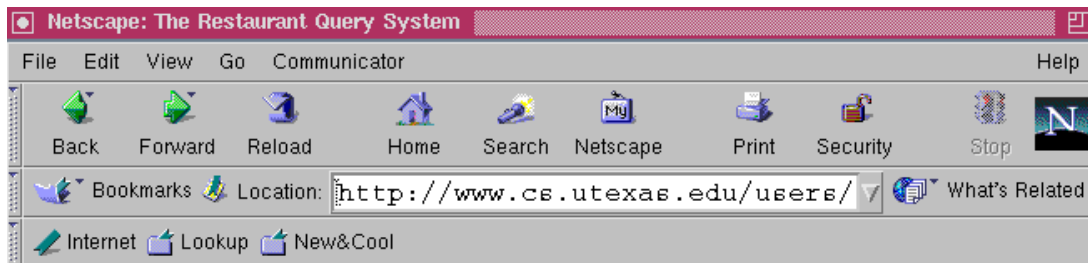 Netscape: The Restaurant Query System
File Edit View Go Communicator Help
My N
Back Forward Reload Home Search Netscape Print Security Stop
Bookmarks Location: http://www.cs.utexas.edu/users/ What's Related
Internet Lookup New&Cool